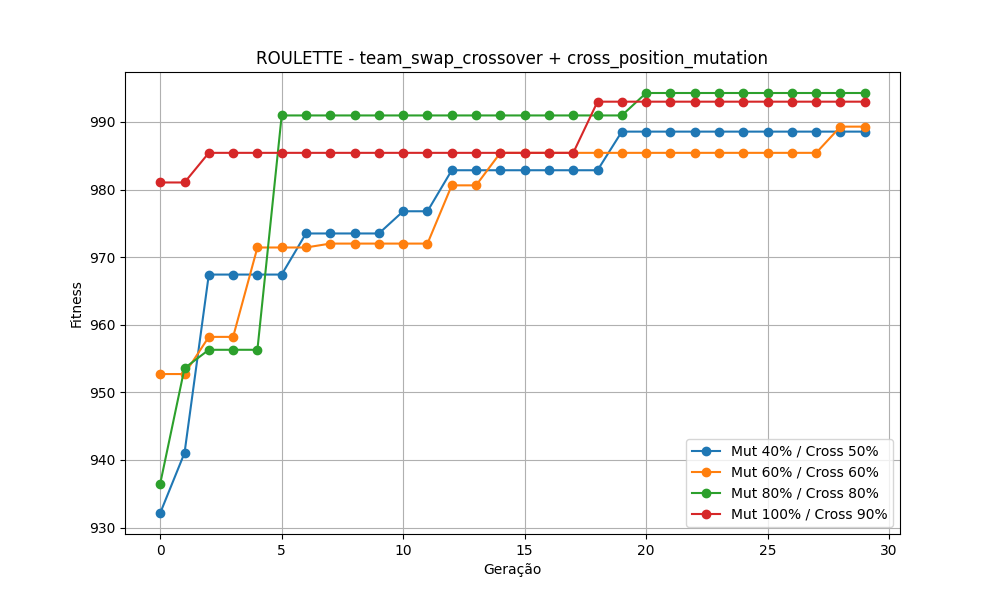 ROULETTE - team_swap_crossover + cross_position_mutation
Fitness
990
980
970
960
950
940
930
0 5 10 15 20 25 30
Geração
Mut 40% / Cross 50%
Mut 60% / Cross 60%
Mut 80% / Cross 80%
Mut 100% / Cross 90%